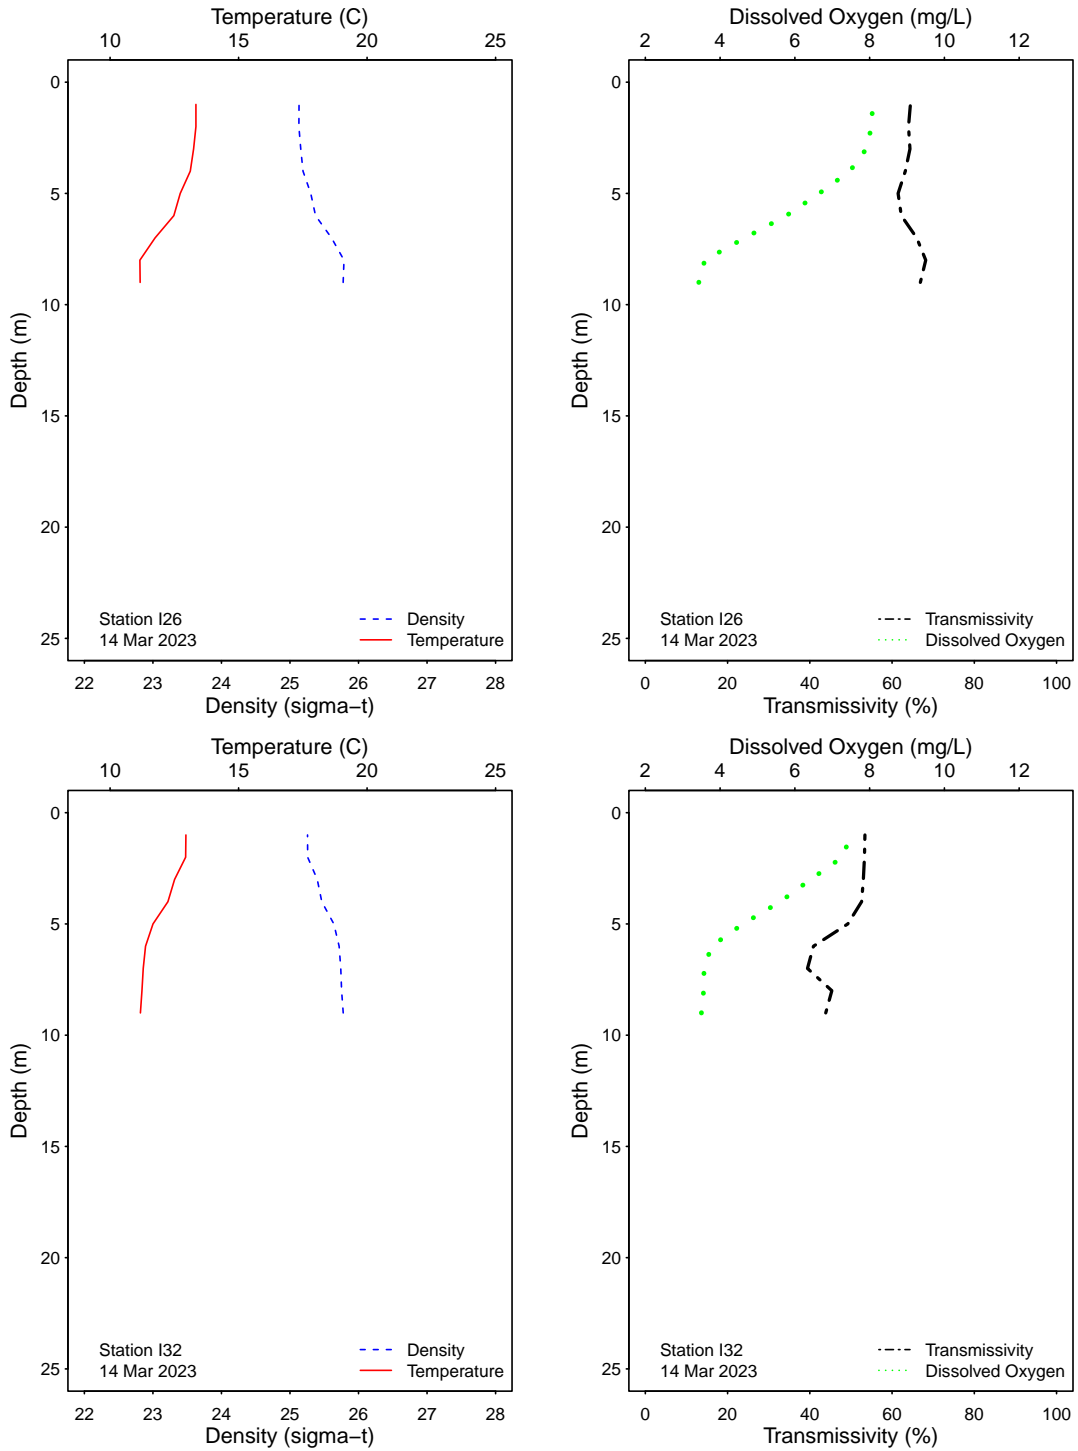 Temperature (C)
10 15 20 25
0
5
10
15
20
25
Depth (m)
Station I26
14 Mar 2023
Density
Temperature
22 23 24 25 26 27 28
Density (sigma−t)
Dissolved Oxygen (mg/L)
2 4 6 8 10 12
0
5
10
15
20
25
Depth (m)
Station I26
14 Mar 2023
Transmissivity
Dissolved Oxygen
0 20 40 60 80 100
Transmissivity (%)
Temperature (C)
10 15 20 25
0
5
10
15
20
25
Depth (m)
Station I32
14 Mar 2023
Density
Temperature
22 23 24 25 26 27 28
Density (sigma−t)
Dissolved Oxygen (mg/L)
2 4 6 8 10 12
0
5
10
15
20
25
Depth (m)
Station I32
14 Mar 2023
Transmissivity
Dissolved Oxygen
0 20 40 60 80 100
Transmissivity (%)